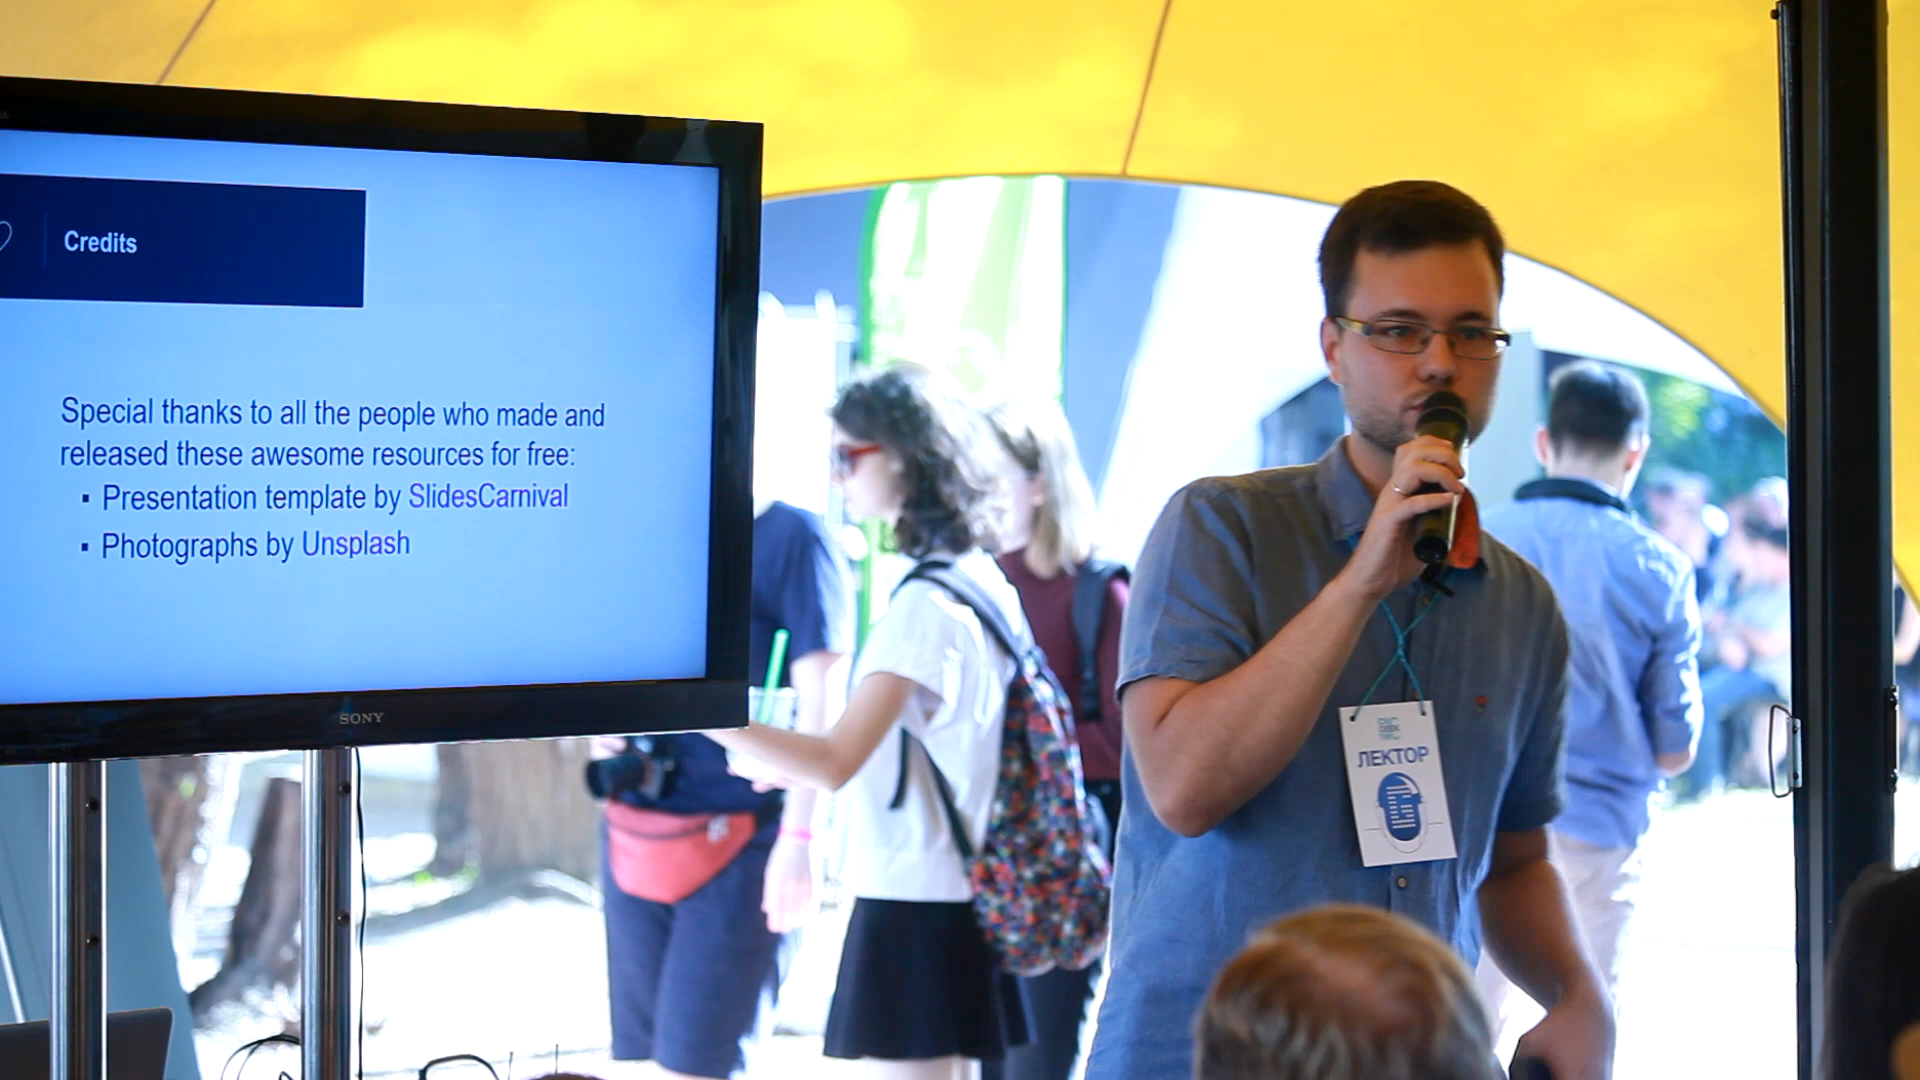 Credits
Special thanks to all the people who made and
released these awesome resources for free:
▪ Presentation template by SlidesCarnival
▪ Photographs by Unsplash
SONY
ЛЕКТОР